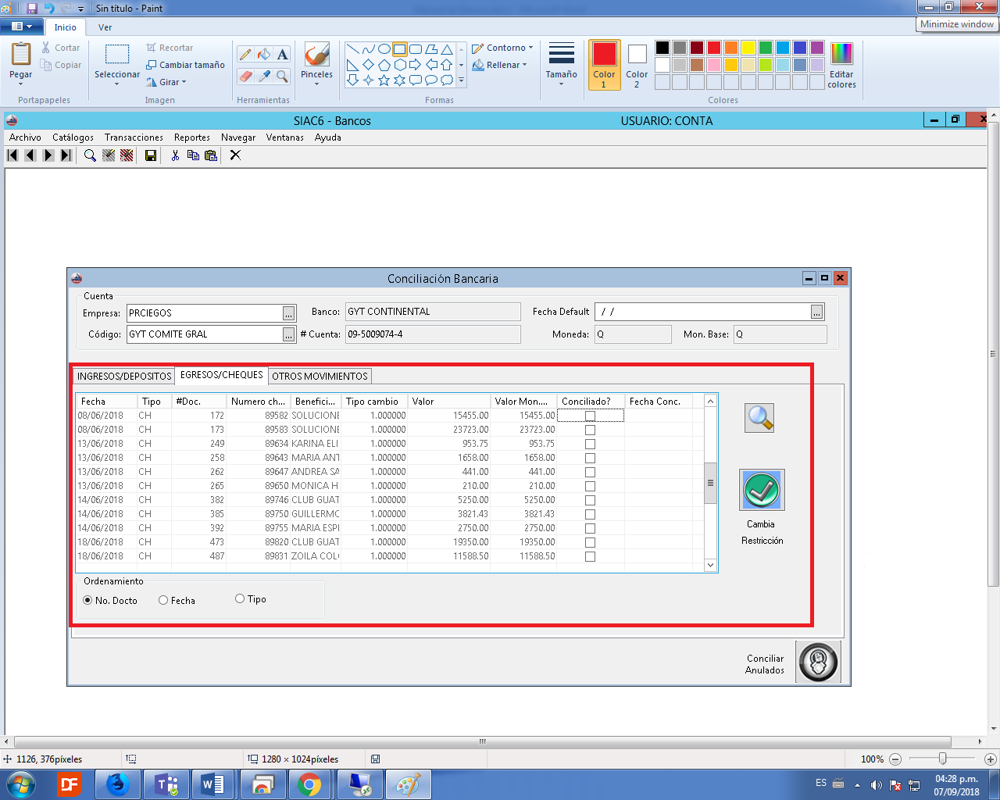 Sin título - Paint
Minimize window
Inicio Ver
Pegar
Cortar
Copiar
Portapapeles
Seleccionar
Recortar
Cambiar tamaño
Girar
Imagen
A
Herramientas
Pinceles
Contorno
Rellenar
Formas
Tamaño
Color 1
Color 2
Editar colores
Colores
SIAC6 - Bancos USUARIO: CONTA
Archivo Catálogos Transacciones Reportes Navegar Ventanas Ayuda
Conciliación Bancaria
Cuenta
Empresa: PRCIEGOS ... Banco: GYT CONTINENTAL Fecha Default / / ...
Código: GYT COMITE GRAL ... # Cuenta: 09-5009074-4 Moneda: Q Mon. Base: Q
INGRESOS/DEPOSITOS EGRESOS/CHEQUES OTROS MOVIMIENTOS
Fecha Tipo #Doc. Numero ch... Benefici... Tipo cambio Valor Valor Mon.... Conciliado? Fecha Conc.
08/06/2018 CH 172 89582 SOLUCIONE 1.000000 15455.00 15455.00
08/06/2018 CH 173 89583 SOLUCIONE 1.000000 23723.00 23723.00
13/06/2018 CH 249 89634 KARINA ELI 1.000000 953.75 953.75
13/06/2018 CH 258 89643 MARIA ANT 1.000000 1658.00 1658.00
13/06/2018 CH 262 89647 ANDREA SA 1.000000 441.00 441.00
13/06/2018 CH 265 89650 MONICA H 1.000000 210.00 210.00
14/06/2018 CH 382 89746 CLUB GUAT 1.000000 5250.00 5250.00
14/06/2018 CH 385 89750 GUILLERMO 1.000000 3821.43 3821.43
14/06/2018 CH 392 89755 MARIA ESPI 1.000000 2750.00 2750.00
18/06/2018 CH 473 89820 CLUB GUAT 1.000000 19350.00 19350.00
18/06/2018 CH 487 89831 ZOILA COL 1.000000 11588.50 11588.50
Cambia
Restricción
Ordenamiento
No. Docto Fecha Tipo
Conciliar
Anulados
1126, 376píxeles 1280 × 1024píxeles 100%
DF
ES
04:28 p.m.
07/09/2018